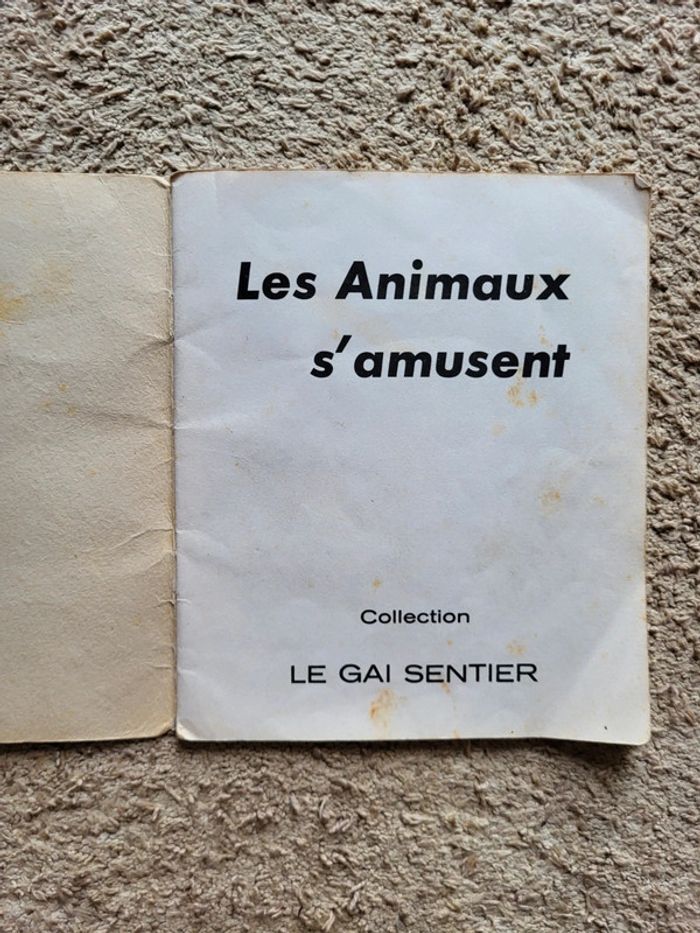 Les Animaux
s'amusent
Collection
LE GAI SENTIER